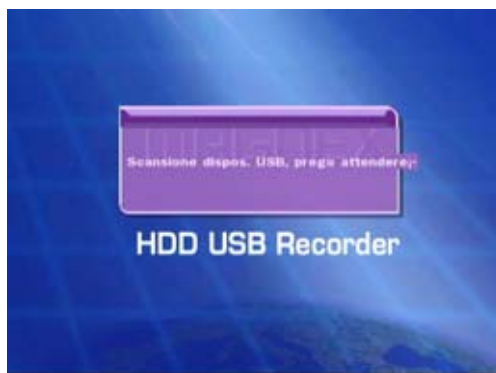 Scansione dispos. USB, prego attendere,
HDD USB Recorder